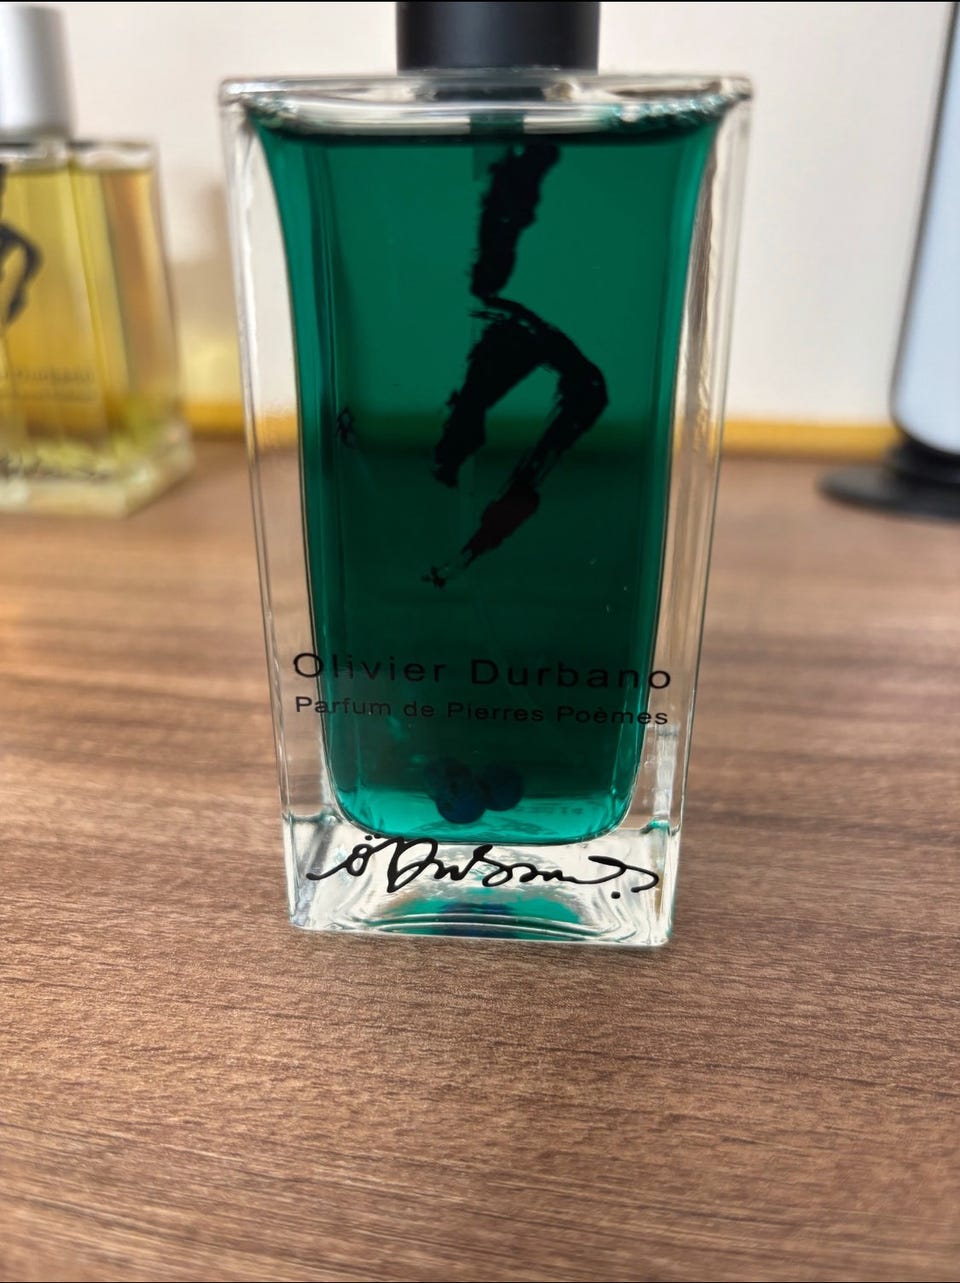 Olivier Durbano
Parfum de Pierres Poèmes